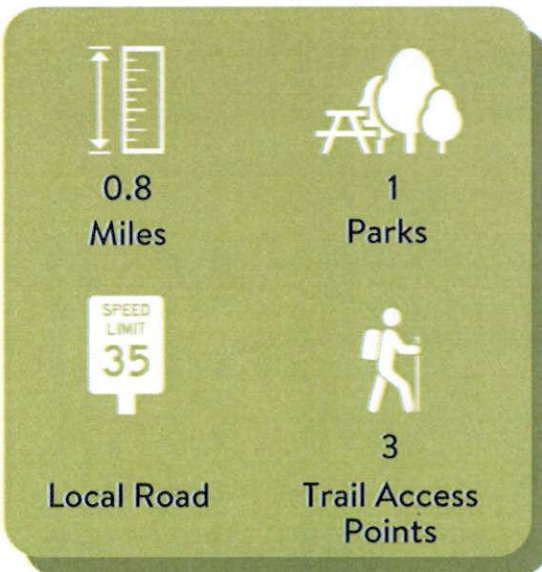 0.8
Miles
1
Parks
SPEED
LIMIT
35
Local Road
3
Trail Access
Points